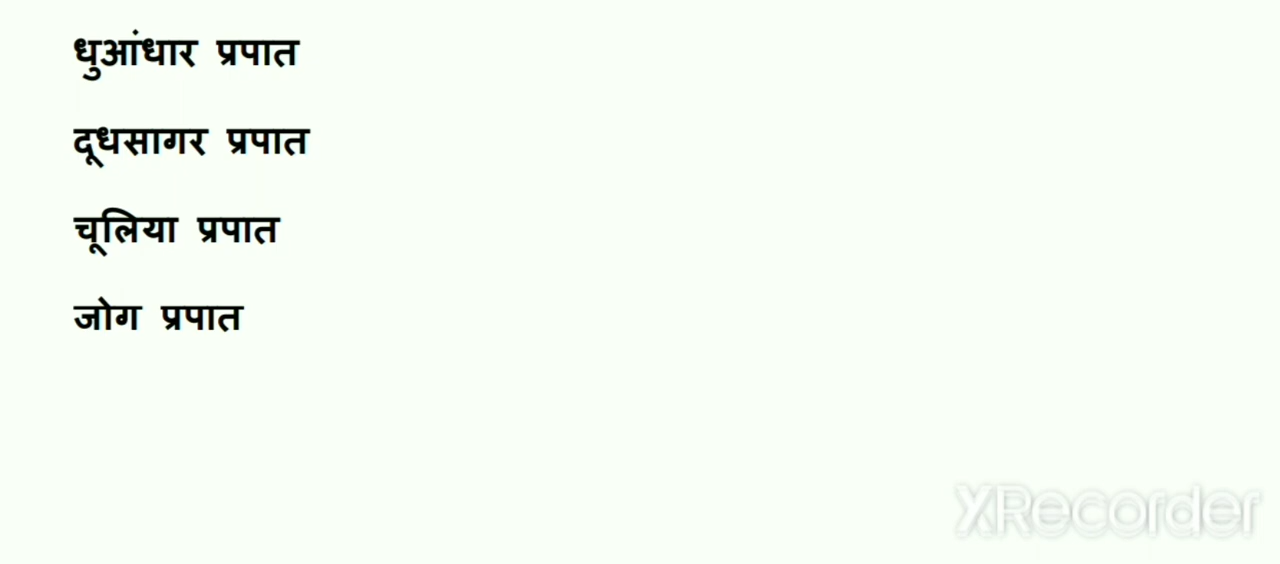 धुआंधार प्रपात
दूधसागर प्रपात
चूलिया प्रपात
जोग प्रपात
XRecorder